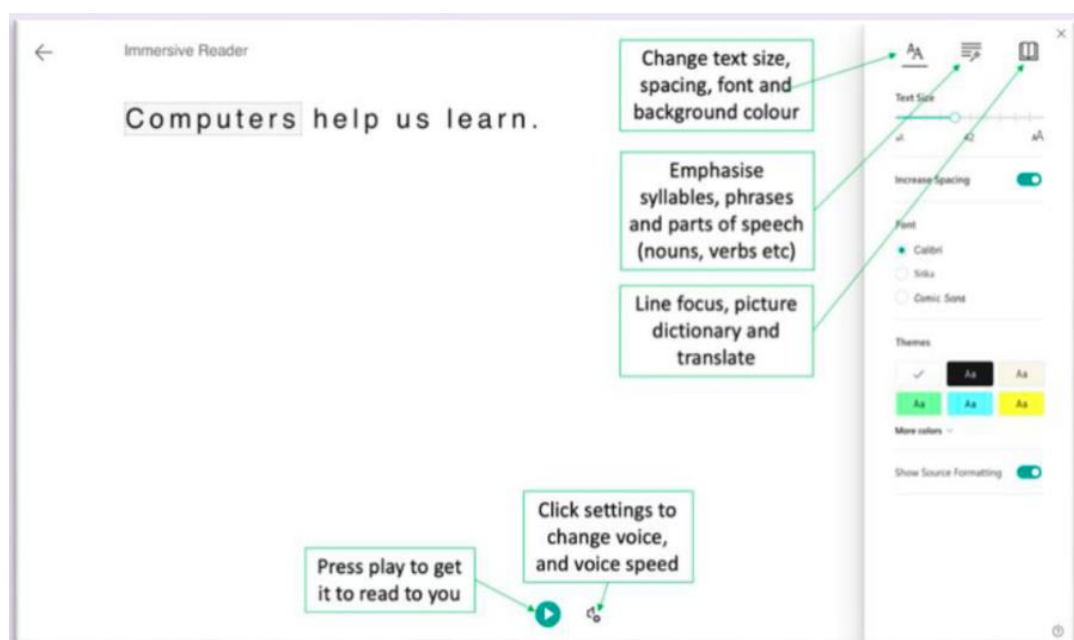 Immersive Reader
Computers help us learn.
Change text size,
spacing, font and
background colour
Emphasise
syllables, phrases
and parts of speech
(nouns, verbs etc)
Line focus, picture
dictionary and
translate
Click settings to
change voice,
and voice speed
Press play to get
it to read to you
AA
Text Size
AA
Increase Spacing
Font
Calibri
Sitka
Comic Sans
Themes
Aa Aa
Aa Aa Aa
More colors
Show Source Formatting